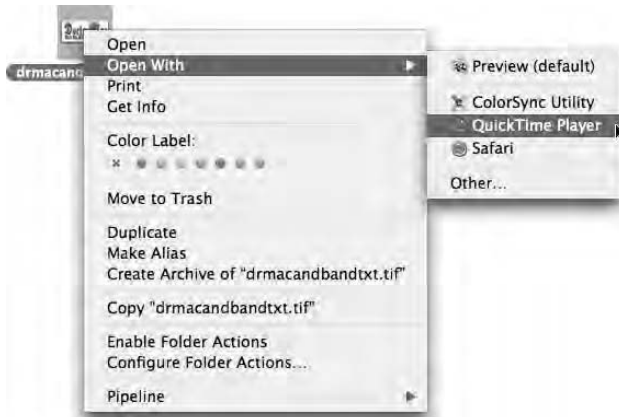 drmacand
Open
Open With
Print
Get Info
Color Label:
Move to Trash
Duplicate
Make Alias
Create Archive of "drmacandbandtxt.tif"
Copy "drmacandbandtxt.tif"
Enable Folder Actions
Configure Folder Actions...
Pipeline
Preview (default)
ColorSync Utility
QuickTime Player
Safari
Other...